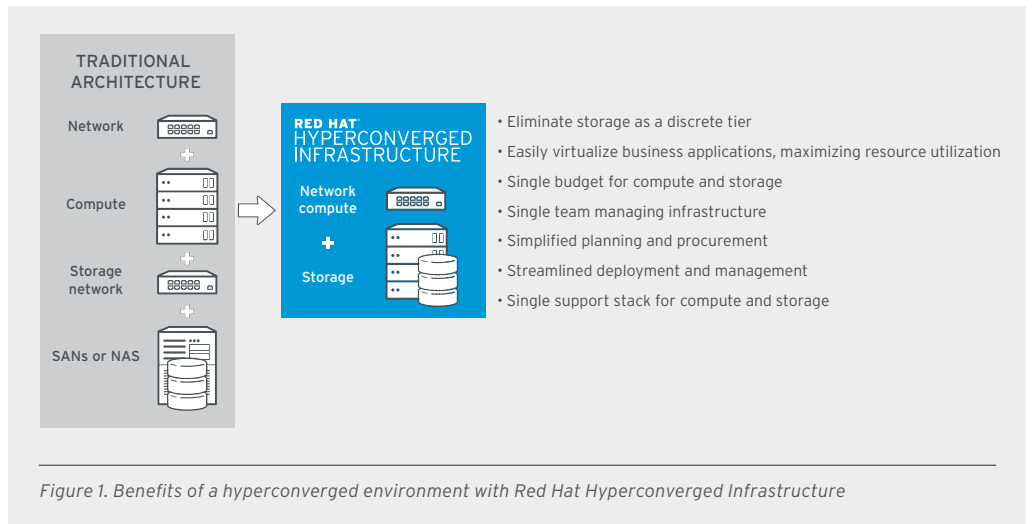 TRADITIONAL
ARCHITECTURE
Network
Compute
Storage
network
SANs or NAS
RED HAT®
HYPERCONVERGED
INFRASTRUCTURE
Network
compute
Storage
• Eliminate storage as a discrete tier
• Easily virtualize business applications, maximizing resource utilization
• Single budget for compute and storage
• Single team managing infrastructure
• Simplified planning and procurement
• Streamlined deployment and management
• Single support stack for compute and storage
Figure 1. Benefits of a hyperconverged environment with Red Hat Hyperconverged Infrastructure